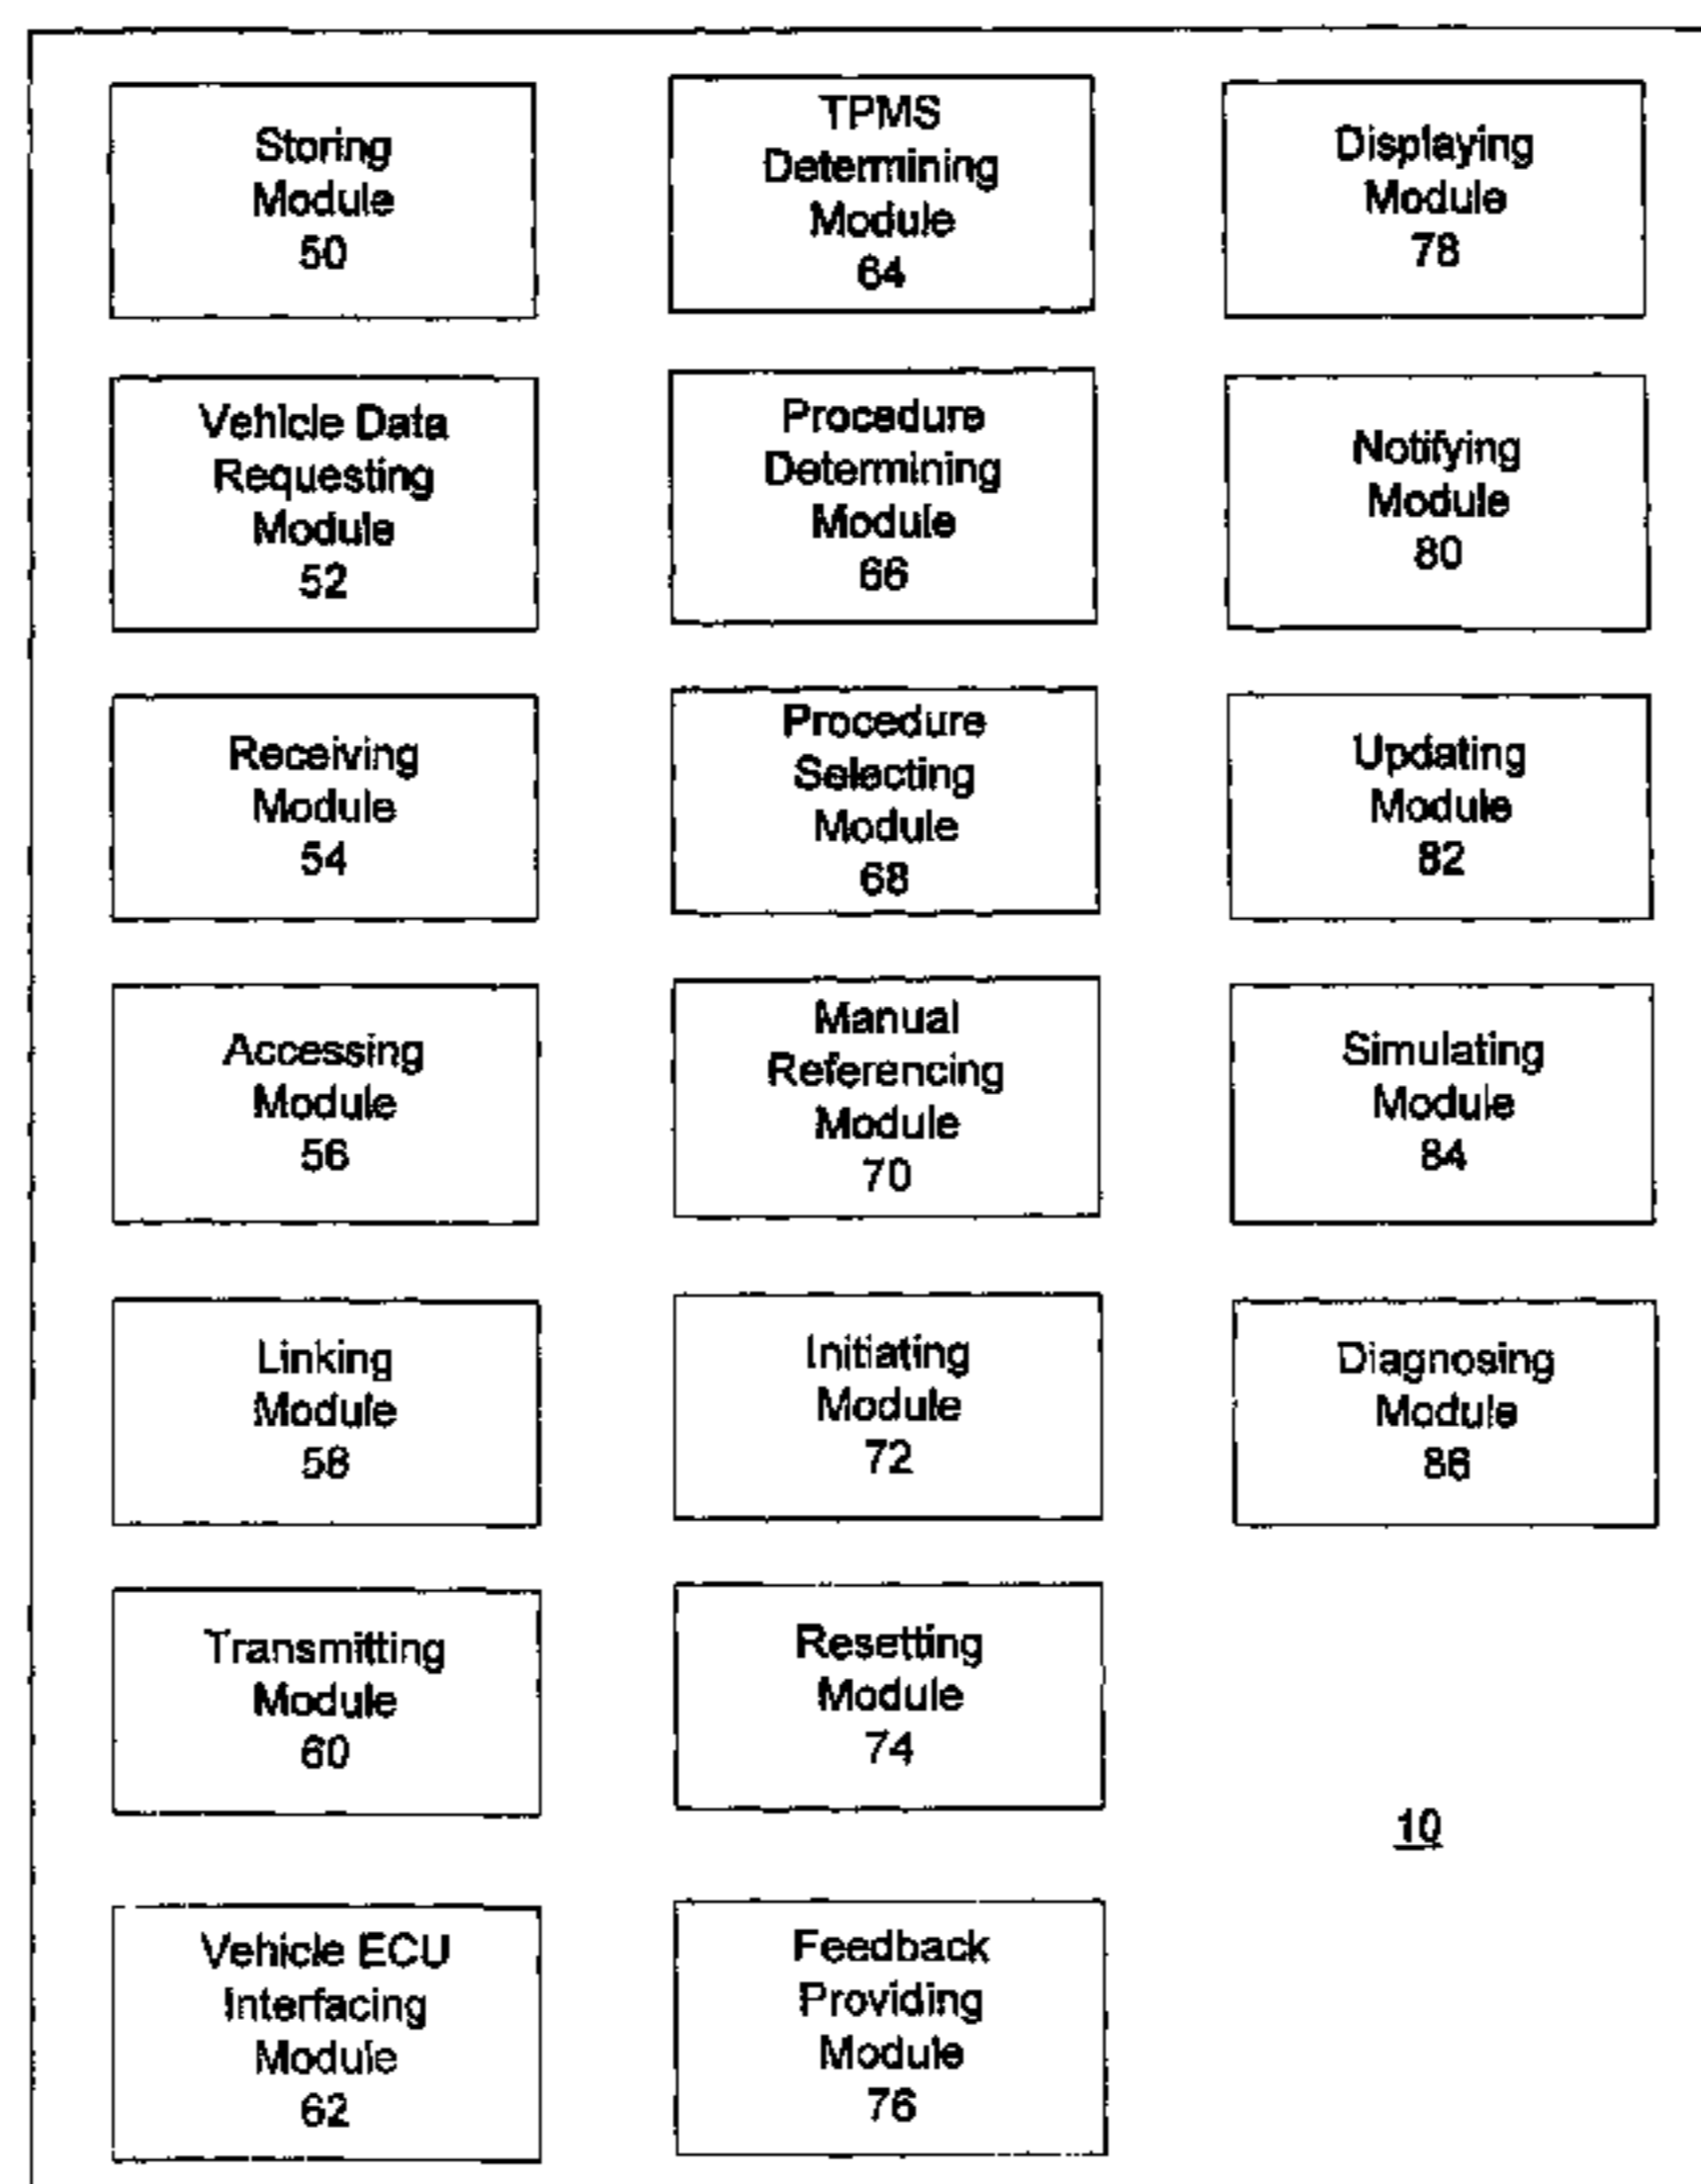 Storing
Module
50
Vehicle Data
Requesting
Module
52
Receiving
Module
54
Accessing
Module
56
Linking
Module
58
Transmitting
Module
60
Vehicle ECU
Interfacing
Module
62
TPMS
Determining
Module
64
Procedure
Determining
Module
66
Procedure
Selecting
Module
68
Manual
Referencing
Module
70
Initiating
Module
72
Resetting
Module
74
Feedback
Providing
Module
76
Displaying
Module
78
Notifying
Module
80
Updating
Module
82
Simulating
Module
84
Diagnosing
Module
86
10